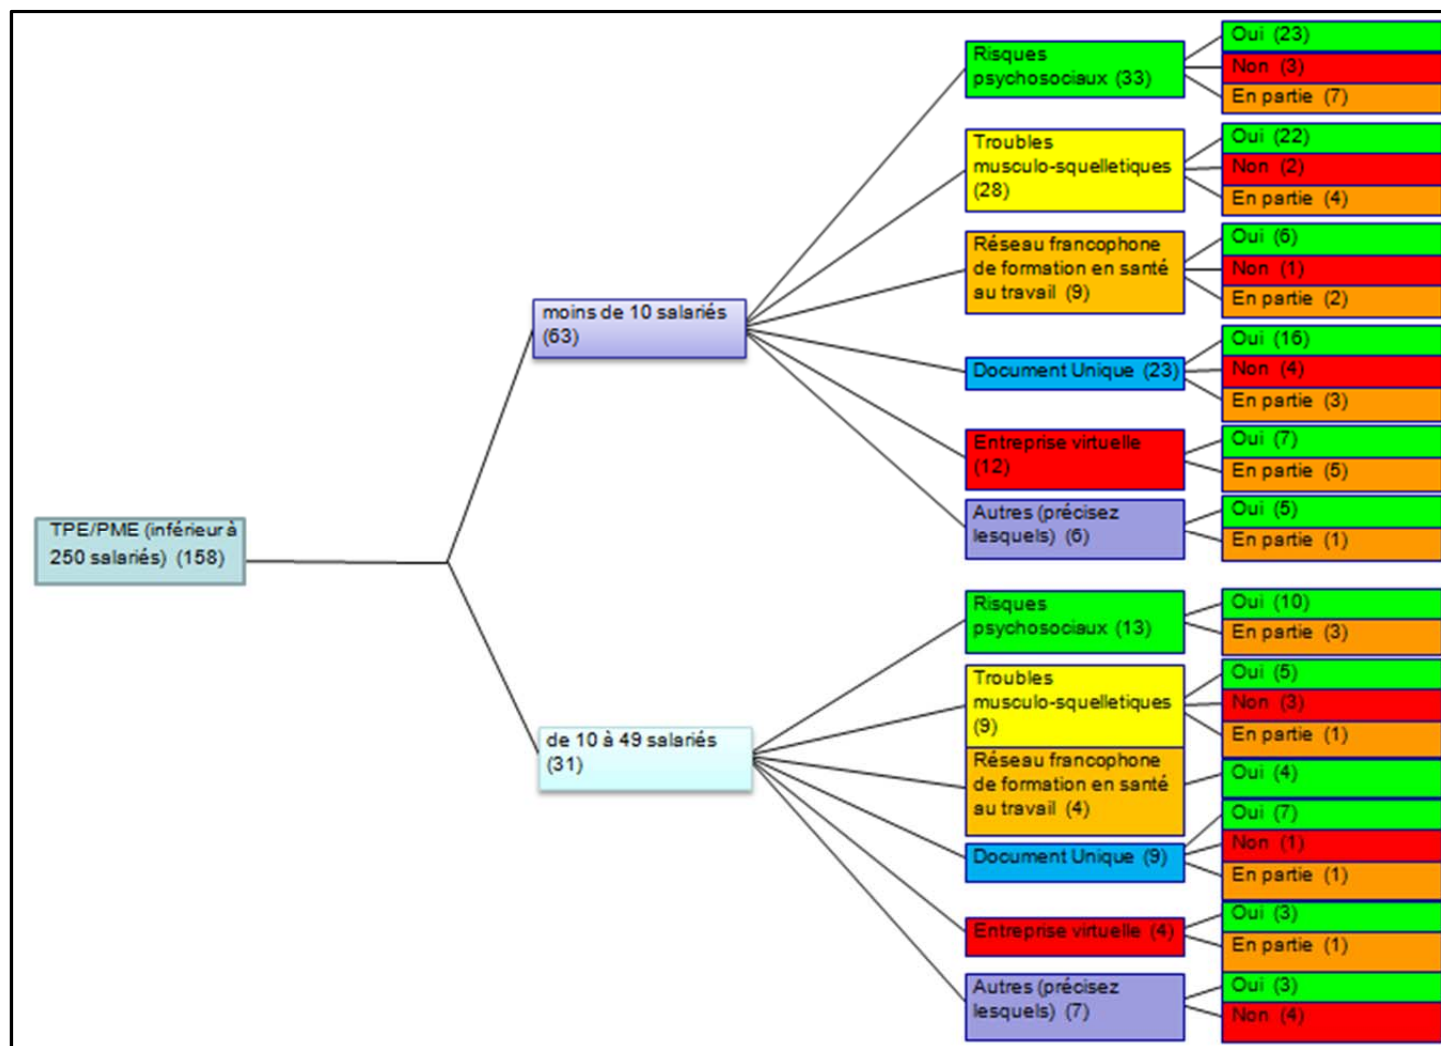 TPE/PME (inférieur à
250 salariés) (158)
moins de 10 salariés
(63)
Risques
psychosociaux (33)
Oui (23)
Non (3)
En partie (7)
Troubles
musculo-squelletiques
(28)
Oui (22)
Non (2)
En partie (4)
Réseau francophone
de formation en santé
au travail (9)
Oui (6)
Non (1)
En partie (2)
Document Unique (23)
Oui (16)
Non (4)
En partie (3)
Entreprise virtuelle
(12)
Oui (7)
En partie (5)
Autres (précisez
lesquels) (6)
Oui (5)
En partie (1)
de 10 à 49 salariés
(31)
Risques
psychosociaux (13)
Oui (10)
En partie (3)
Troubles
musculo-squelletiques
(9)
Oui (5)
Non (3)
En partie (1)
Réseau francophone
de formation en santé
au travail (4)
Oui (4)
Document Unique (9)
Oui (7)
Non (1)
En partie (1)
Entreprise virtuelle (4)
Oui (3)
En partie (1)
Autres (précisez
lesquels) (7)
Oui (3)
Non (4)